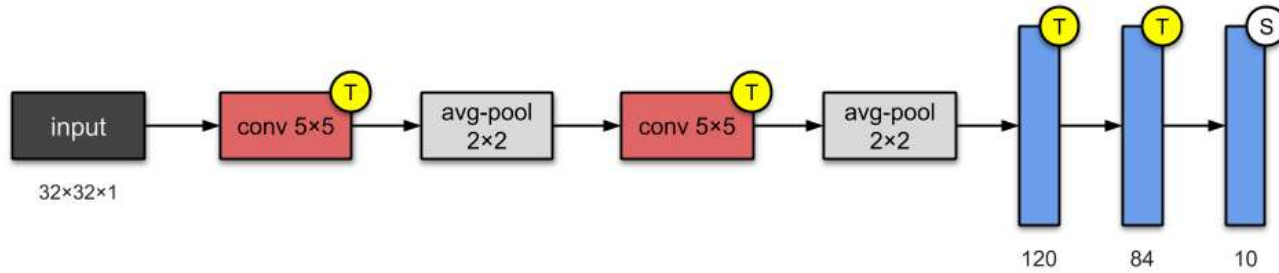 T
T
S
input
conv 5×5
T
avg-pool
2×2
conv 5×5
T
avg-pool
2×2
32×32×1
120
84
10